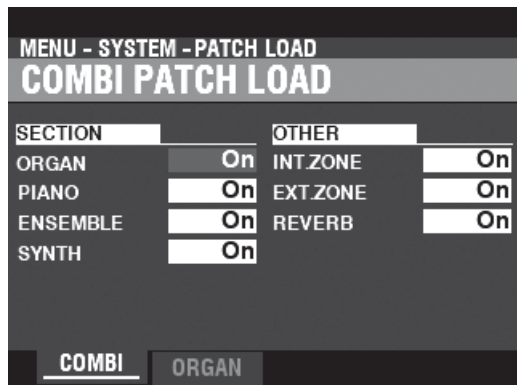 MENU - SYSTEM - PATCH LOAD
COMBI PATCH LOAD
SECTION OTHER
ORGAN On INT.ZONE On
PIANO On EXT.ZONE On
ENSEMBLE On REVERB On
SYNTH On
COMBI ORGAN